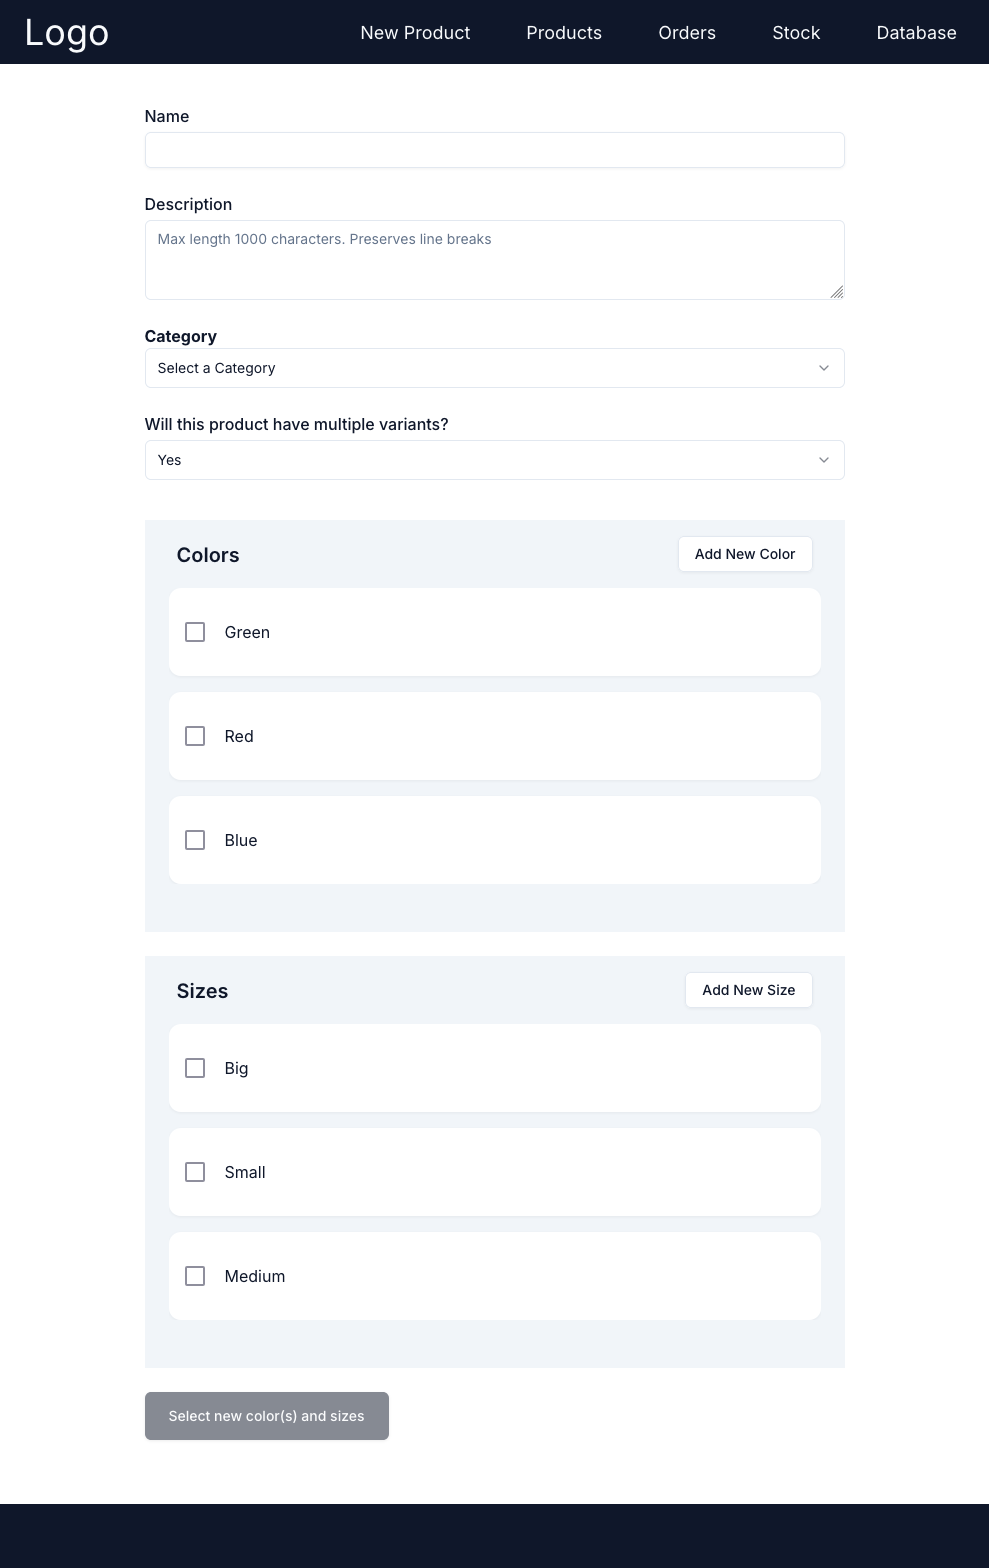 Logo
New Product Products Orders Stock Database
Name
Description
Max length 1000 characters. Preserves line breaks
Category
Select a Category
Will this product have multiple variants?
Yes
Colors
Add New Color
Green
Red
Blue
Sizes
Add New Size
Big
Small
Medium
Select new color(s) and sizes